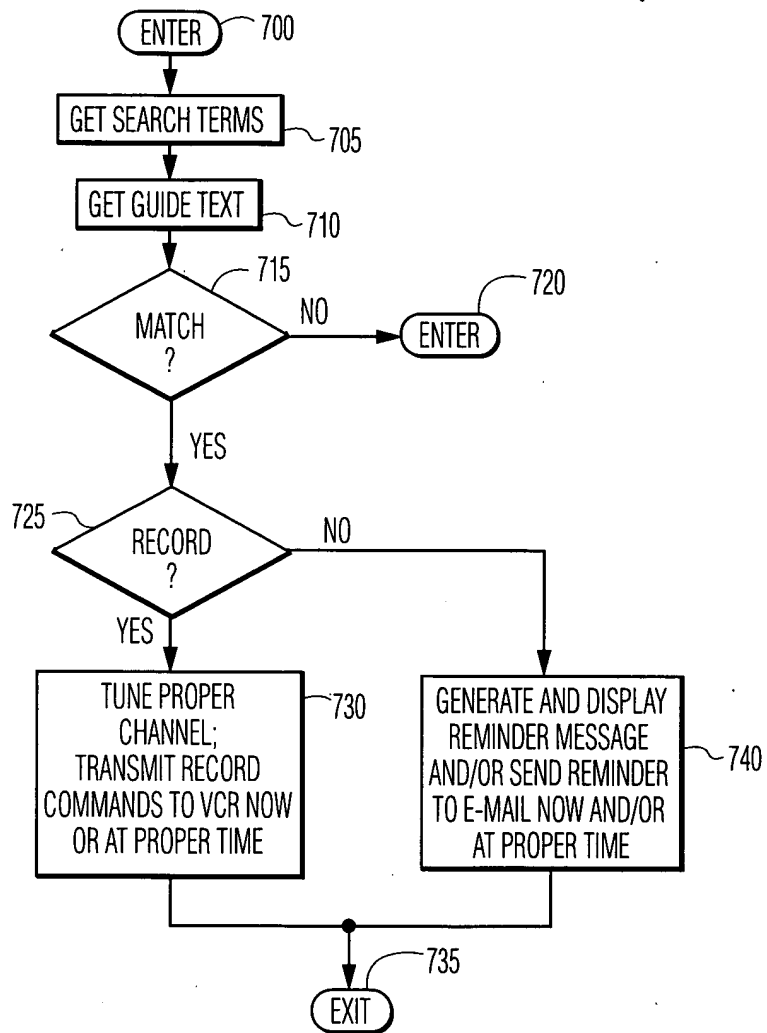 ENTER 700
GET SEARCH TERMS
705
GET GUIDE TEXT
710
715
MATCH
?
NO
720
ENTER
YES
725
RECORD
?
NO
YES
TUNE PROPER
CHANNEL;
TRANSMIT RECORD
COMMANDS TO VCR NOW
OR AT PROPER TIME
730
GENERATE AND DISPLAY
REMINDER MESSAGE
AND/OR SEND REMINDER
TO E-MAIL NOW AND/OR
AT PROPER TIME
740
735
EXIT